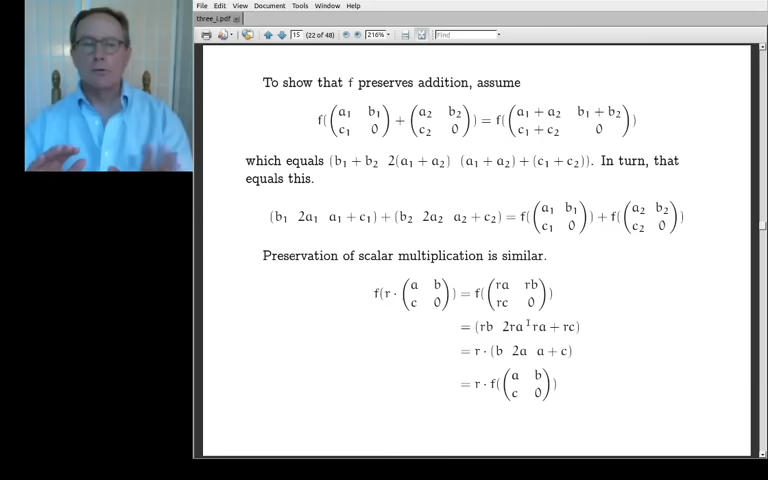 File Edit View Document Tools Window Help
three_i.pdf
15 (22 of 48) 216% Find
To show that f preserves addition, assume
f((a₁ b₁ c₁ 0) + (a₂ b₂ c₂ 0)) = f((a₁ + a₂ b₁ + b₂ c₁ + c₂ 0))
which equals (b₁ + b₂ 2(a₁ + a₂) (a₁ + a₂) + (c₁ + c₂)). In turn, that
equals this.
(b₁ 2a₁ a₁ + c₁) + (b₂ 2a₂ a₂ + c₂) = f((a₁ b₁ c₁ 0)) + f((a₂ b₂ c₂ 0))
Preservation of scalar multiplication is similar.
f(r · (a b c 0)) = f((ra rb rc 0))
= (rb 2ra ra + rc)
= r · (b 2a a + c)
= r · f((a b c 0))